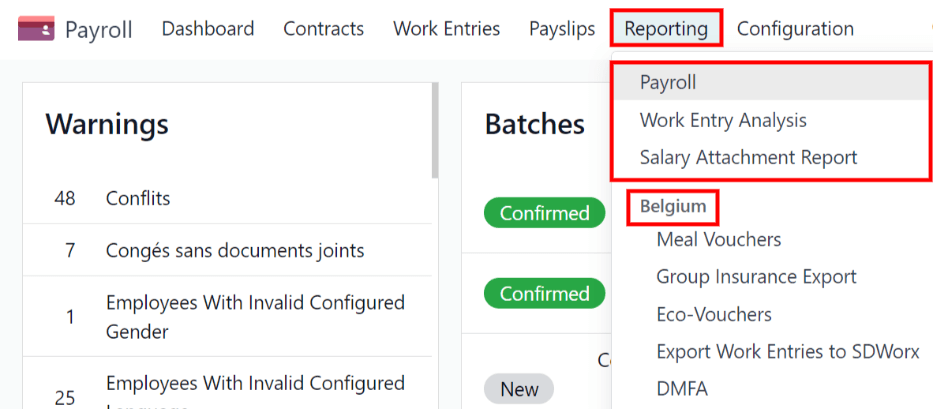 Payroll Dashboard Contracts Work Entries Payslips Reporting Configuration
Warnings
48 Conflits
7 Congés sans documents joints
1 Employees With Invalid Configured
Gender
25 Employees With Invalid Configured
Batches
Confirmed
Confirmed
New
Payroll
Work Entry Analysis
Salary Attachment Report
Belgium
Meal Vouchers
Group Insurance Export
Eco-Vouchers
Export Work Entries to SDWorx
DMFA